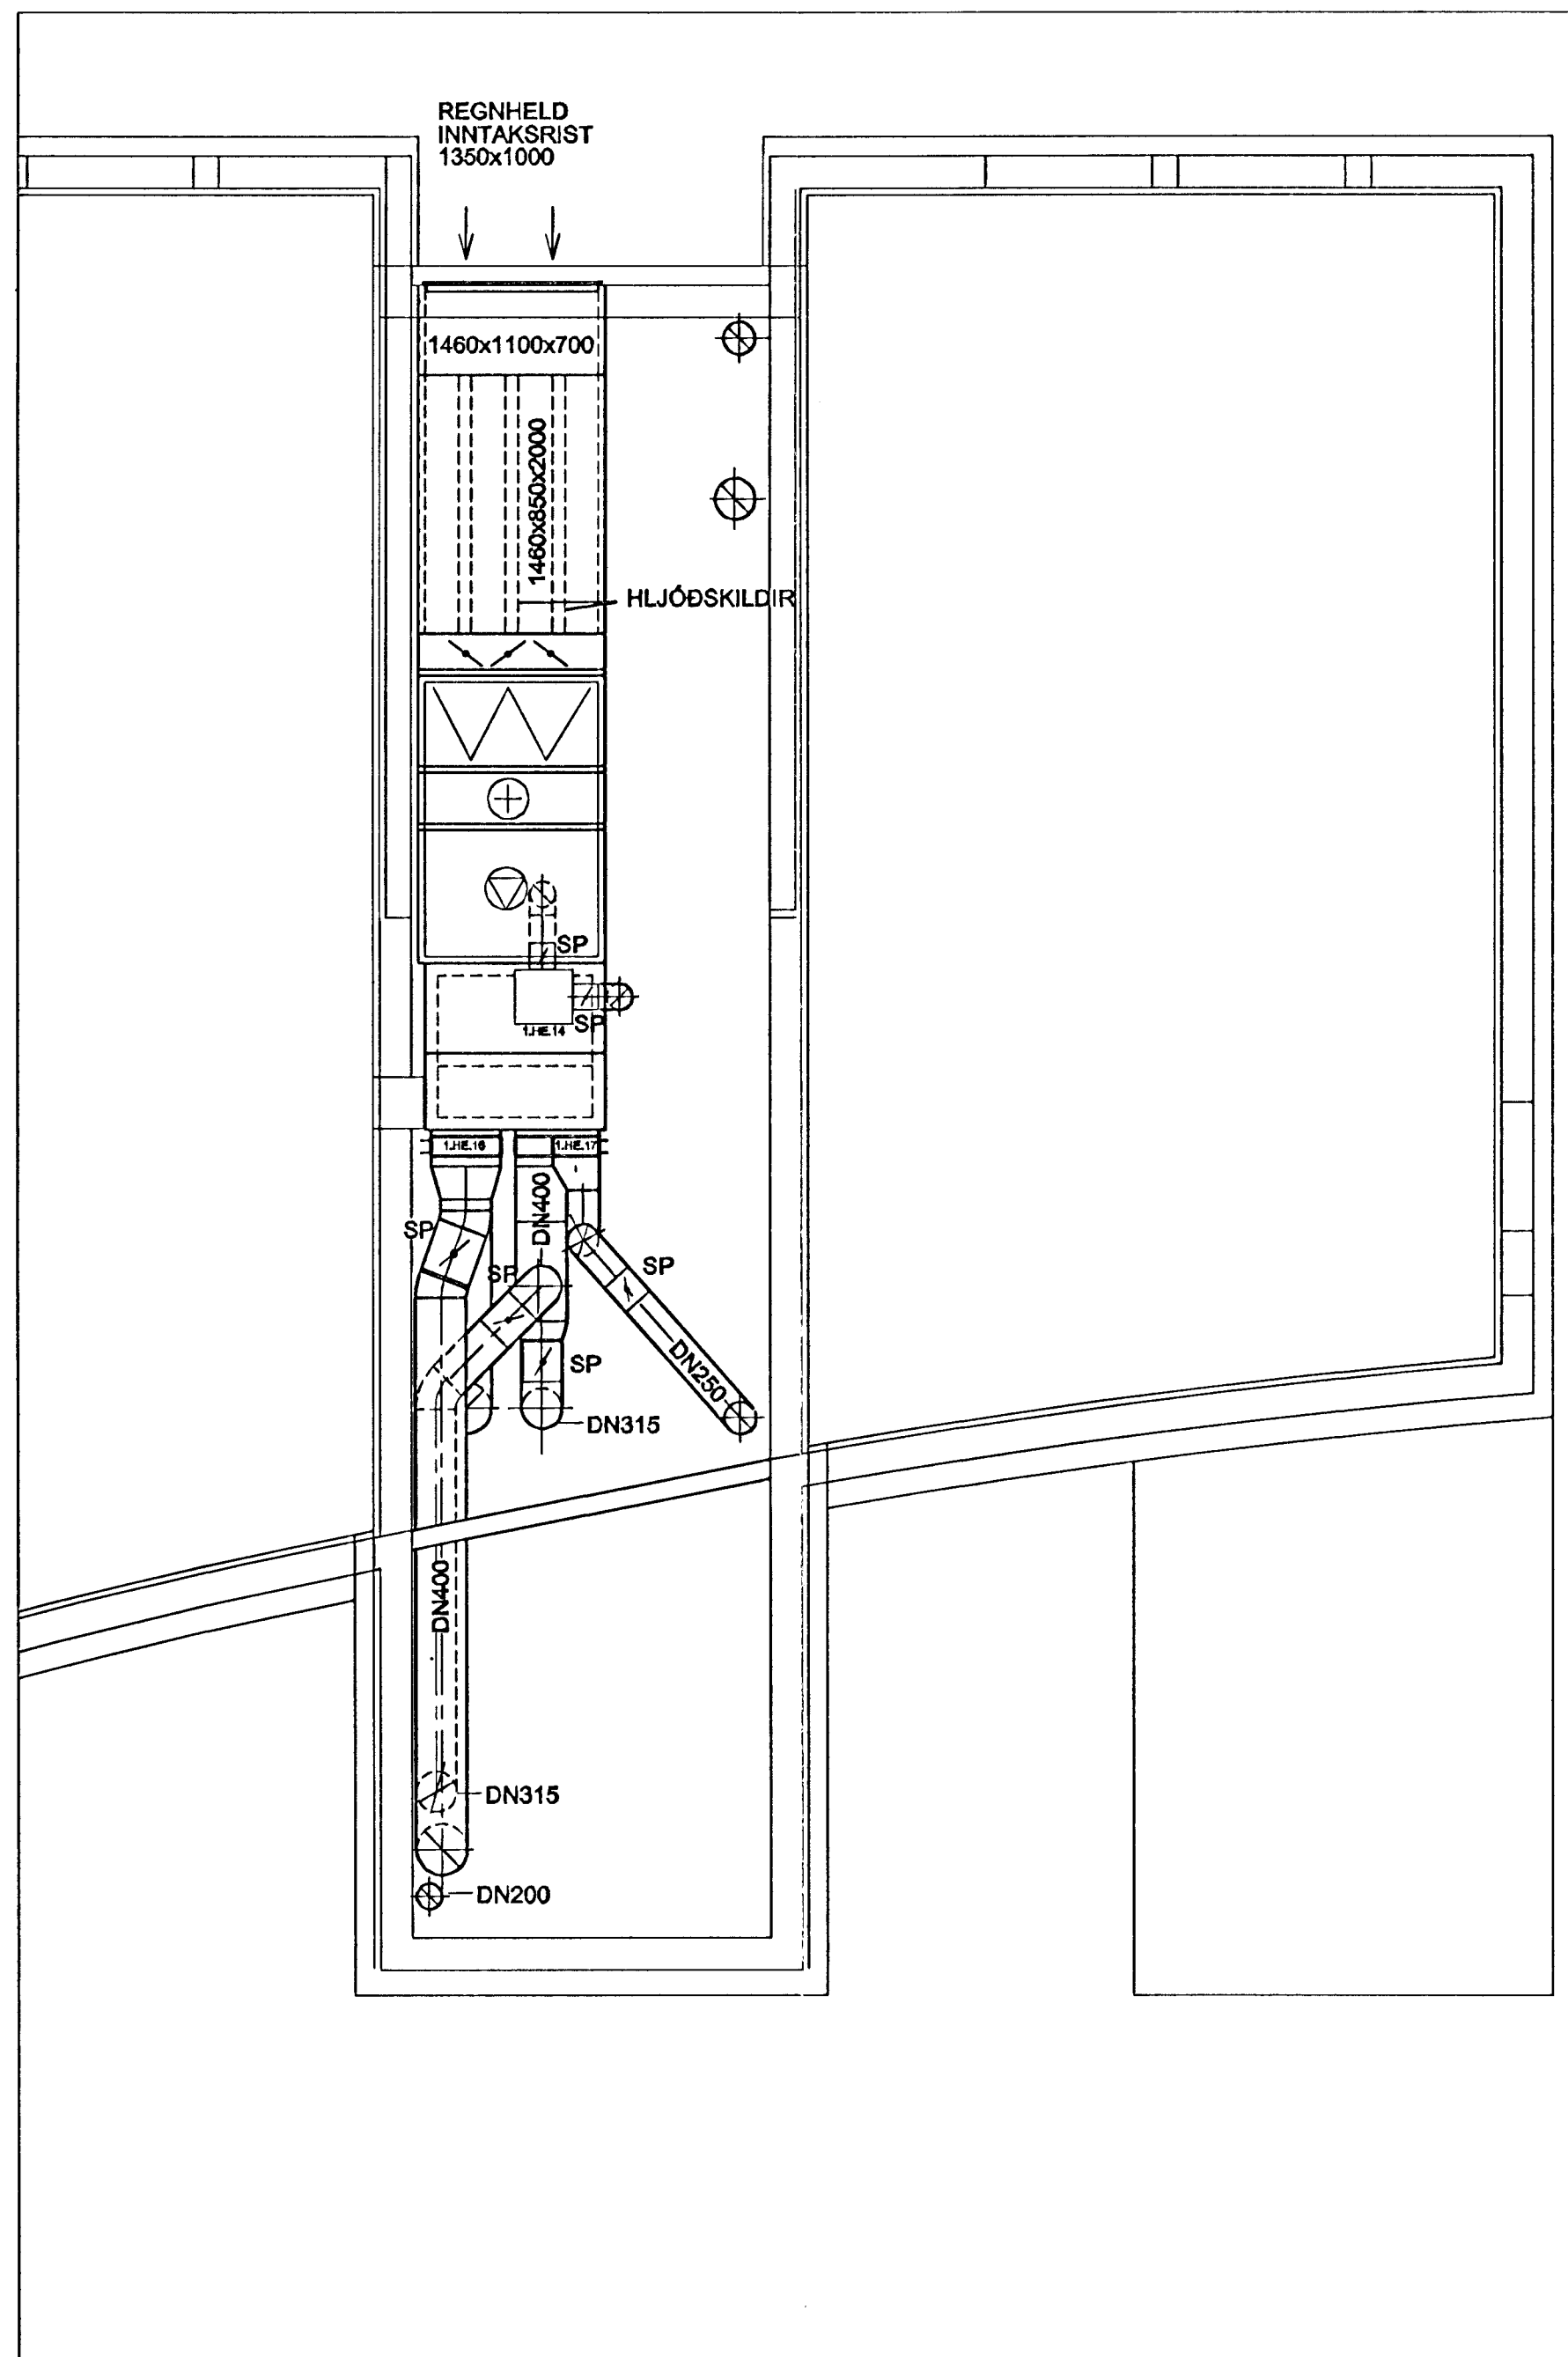 REGNHELD
INNTAKSRIST
1350x1000
1460x1100x700
1460x850x2000
HLJÓÐSKILDIR
SP
SP
1.HE.14
1.HE.16
1.HE.17
DN400
SP
SP
SP
DN250
SP
DN315
DN400
DN315
DN200